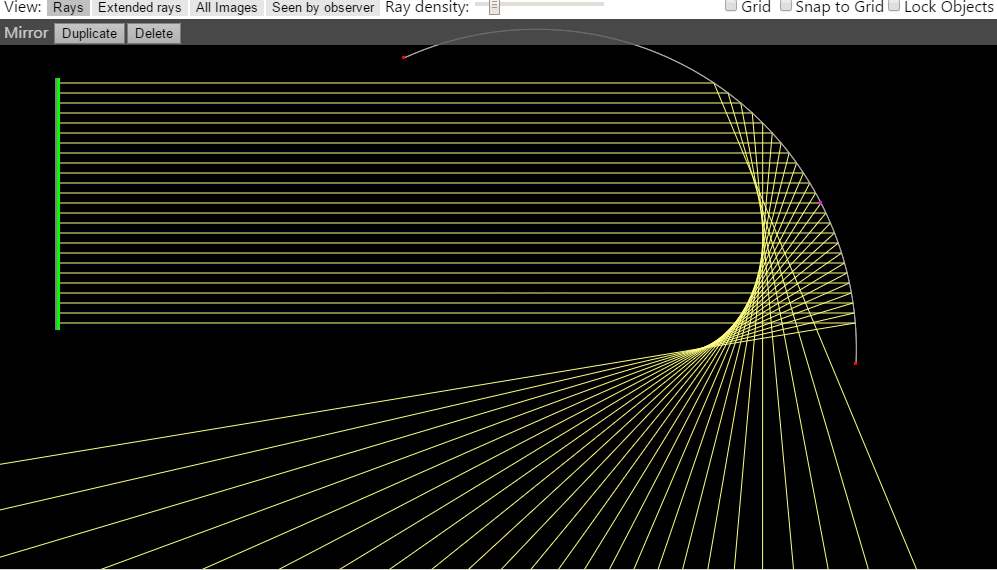 View: Rays Extended rays All Images Seen by observer Ray density: Grid Snap to Grid Lock Objects
Mirror Duplicate Delete